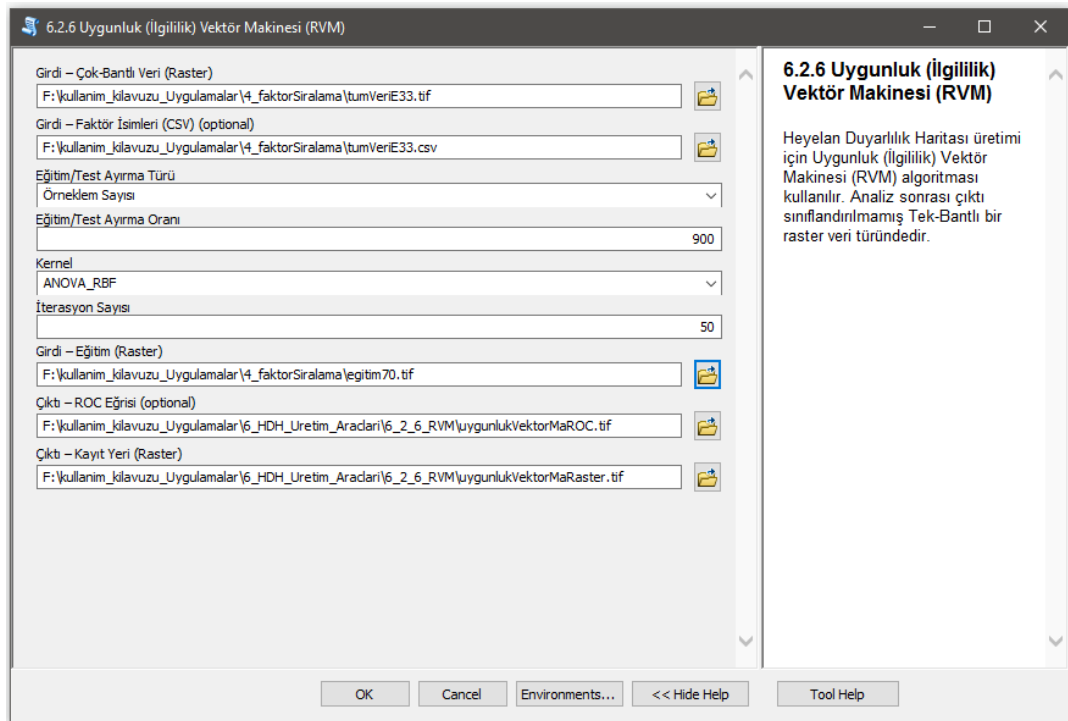 6.2.6 Uygunluk (İlgililik) Vektör Makinesi (RVM)
Girdi – Çok-Bantlı Veri (Raster)
F:\kullanim_kilavuzu_Uygulamalar\4_faktorSiralama\tumVeriE33.tif
Girdi – Faktör İsimleri (CSV) (optional)
F:\kullanim_kilavuzu_Uygulamalar\4_faktorSiralama\tumVeriE33.csv
Eğitim/Test Ayırma Türü
Örneklem Sayısı
Eğitim/Test Ayırma Oranı
900
Kernel
ANOVA_RBF
İterasyon Sayısı
50
Girdi – Eğitim (Raster)
F:\kullanim_kilavuzu_Uygulamalar\4_faktorSiralama\egitim70.tif
Çıktı – ROC Eğrisi (optional)
F:\kullanim_kilavuzu_Uygulamalar\6_HDH_Uretim_Araclari\6_2_6_RVM\uygunlukVektorMaROC.tif
Çıktı – Kayıt Yeri (Raster)
F:\kullanim_kilavuzu_Uygulamalar\6_HDH_Uretim_Araclari\6_2_6_RVM\uygunlukVektorMaRaster.tif
6.2.6 Uygunluk (İlgililik)
Vektör Makinesi (RVM)
Heyelan Duyarlılık Haritası üretimi
için Uygunluk (İlgililik) Vektör
Makinesi (RVM) algoritması
kullanılır. Analiz sonrası çıktı
sınıflandırılmamış Tek-Bantlı bir
raster veri türündedir.
OK
Cancel
Environments...
<< Hide Help
Tool Help